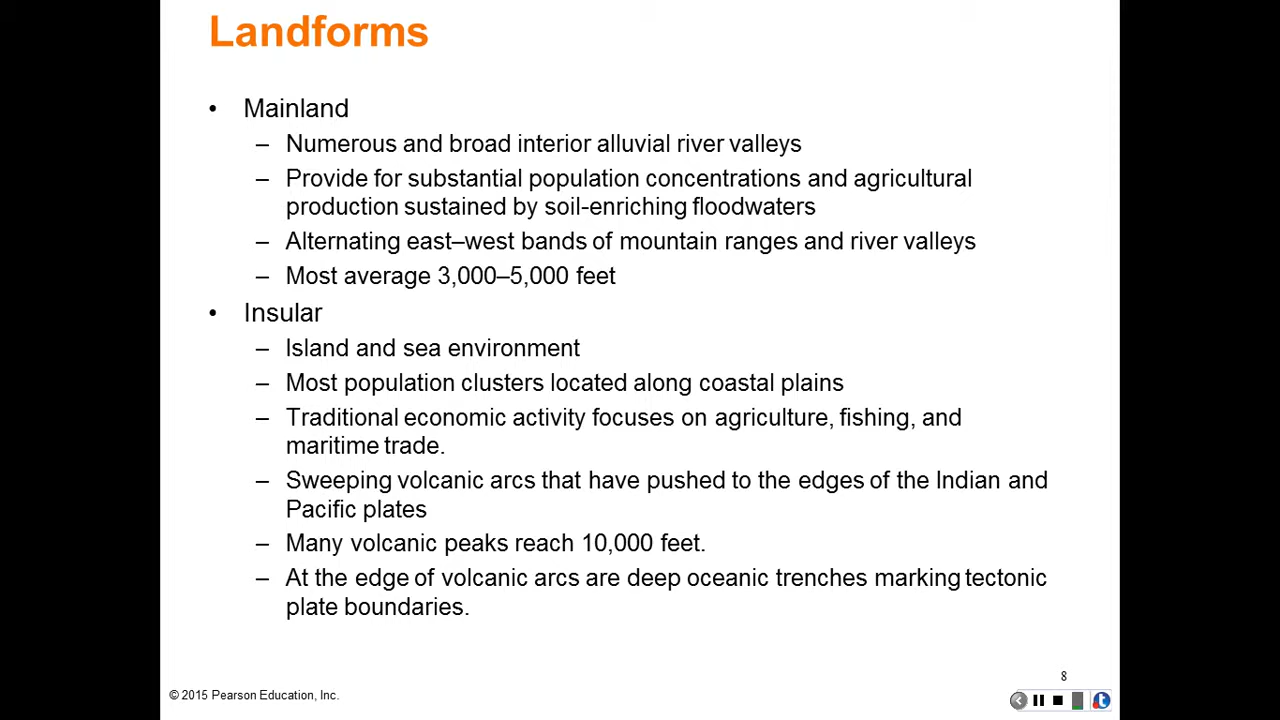 Landforms
• Mainland
– Numerous and broad interior alluvial river valleys
– Provide for substantial population concentrations and agricultural
production sustained by soil-enriching floodwaters
– Alternating east–west bands of mountain ranges and river valleys
– Most average 3,000–5,000 feet
• Insular
– Island and sea environment
– Most population clusters located along coastal plains
– Traditional economic activity focuses on agriculture, fishing, and
maritime trade.
– Sweeping volcanic arcs that have pushed to the edges of the Indian and
Pacific plates
– Many volcanic peaks reach 10,000 feet.
– At the edge of volcanic arcs are deep oceanic trenches marking tectonic
plate boundaries.
8
© 2015 Pearson Education, Inc.
t